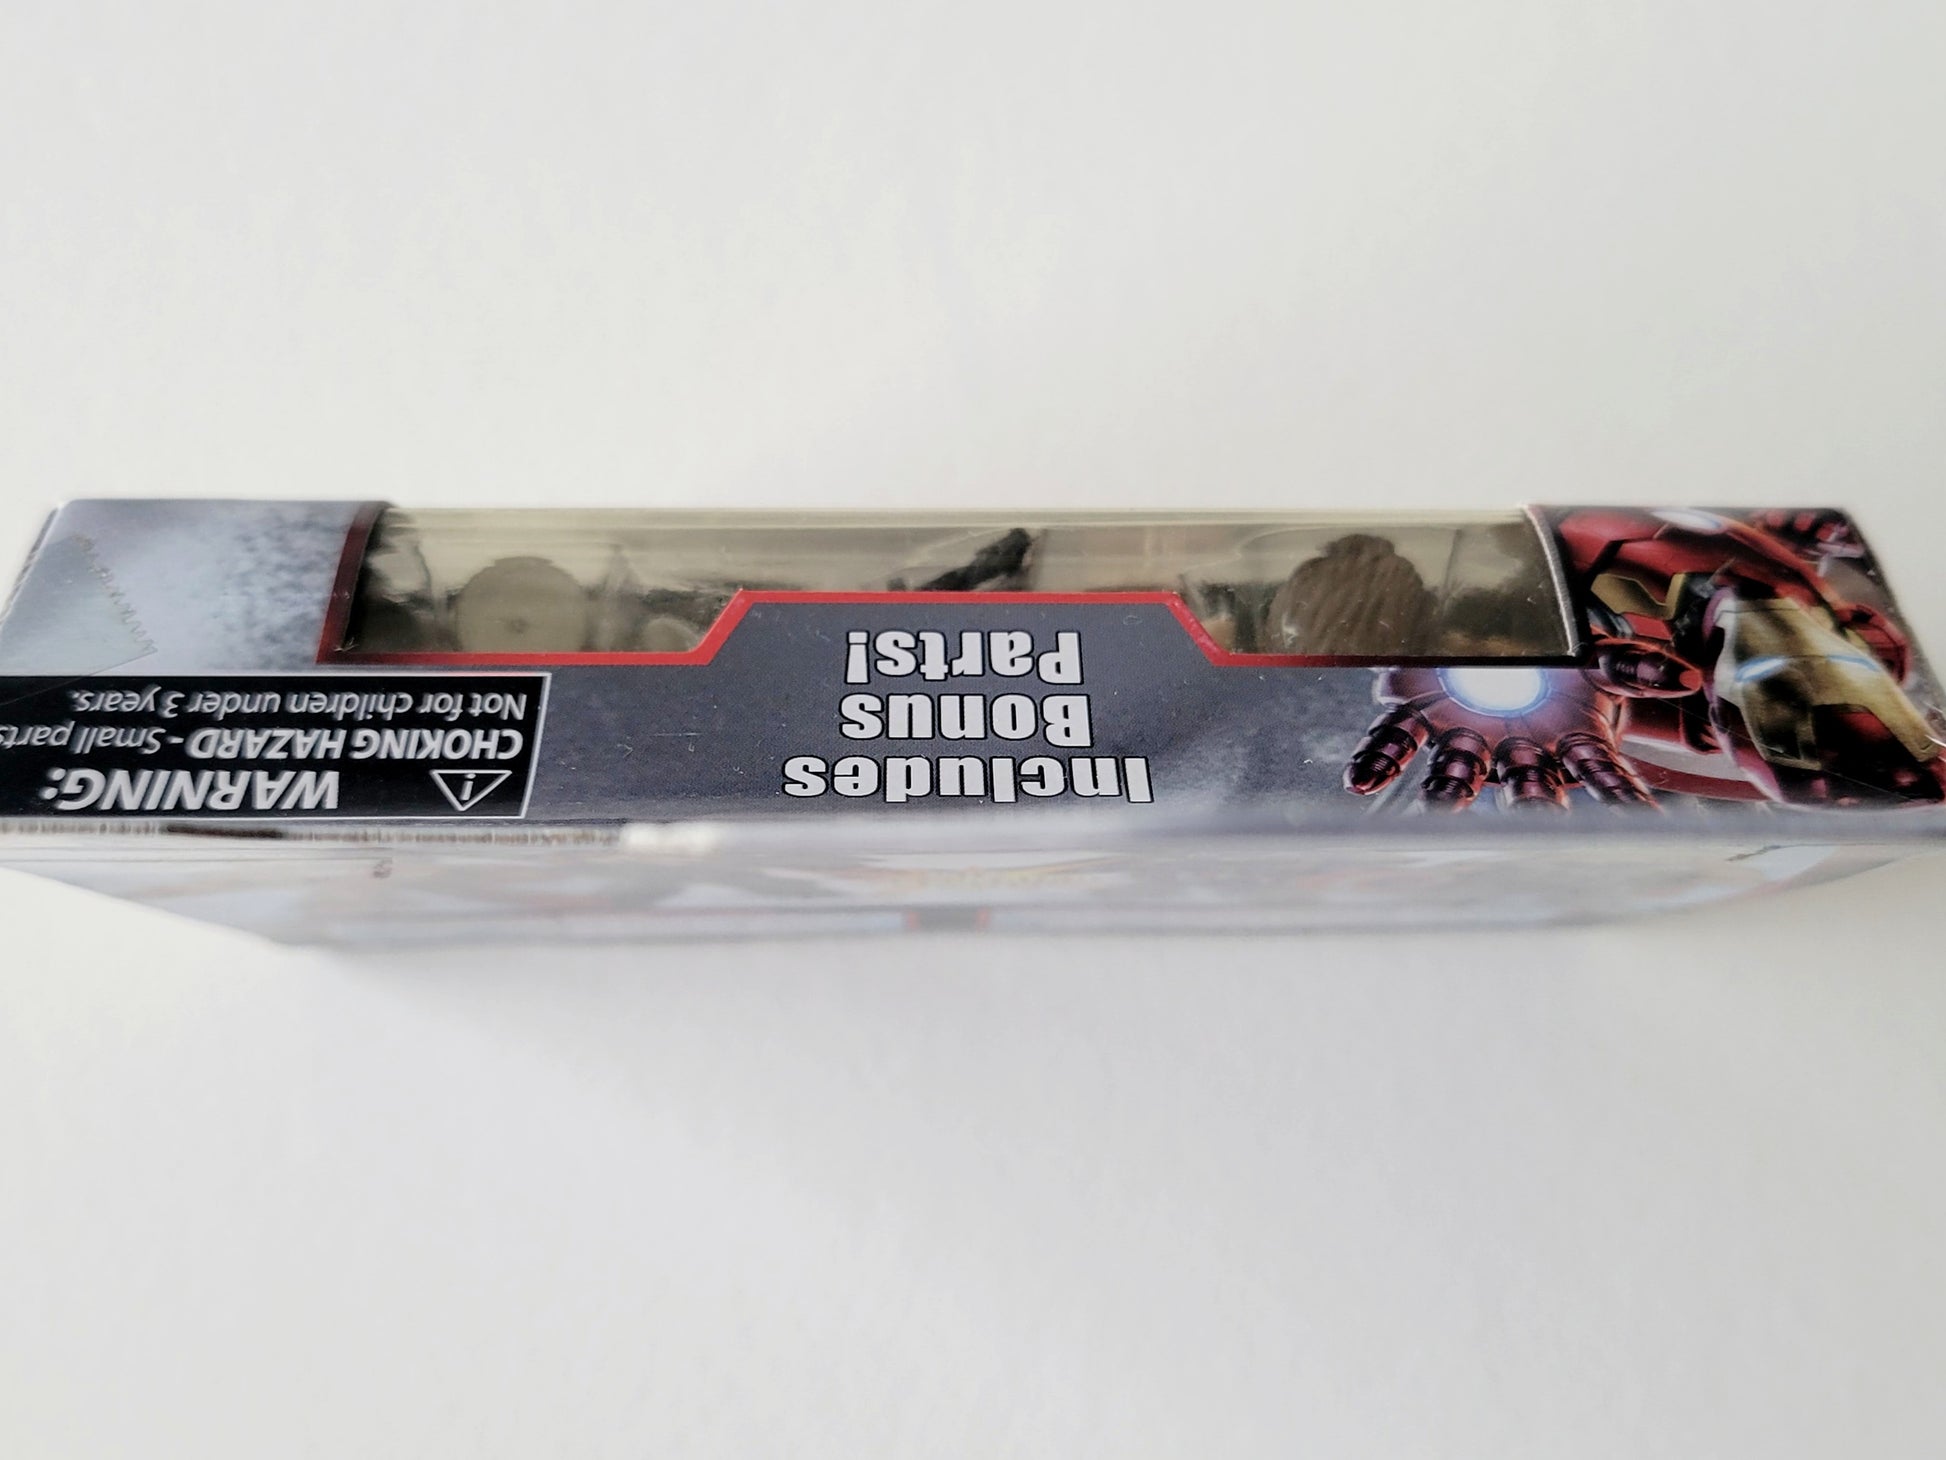 Includes
Bonus
Parts!
WARNING:
CHOKING HAZARD - Small parts
Not for children under 3 years.